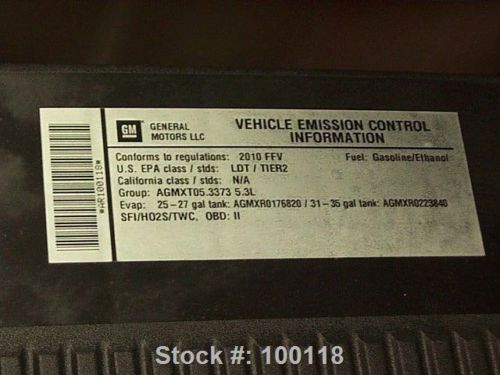 *AR100118*
GM
GENERAL
MOTORS LLC
VEHICLE EMISSION CONTROL
INFORMATION
Conforms to regulations: 2010 FFV Fuel: Gasoline/Ethanol
U.S. EPA class / stds: LDT / TIER2
California class / stds: N/A
Group: AGMXT05.3373 5.3L
Evap: 25-27 gal tank: AGMXR0176820 / 31-35 gal tank: AGMXR0223840
SFI/HO2S/TWC, OBD: II
Stock #: 100118